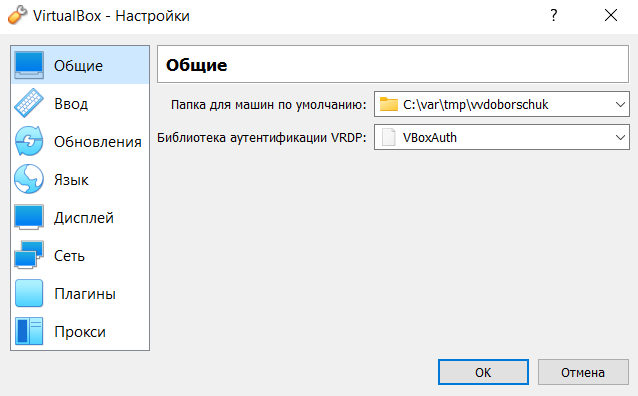 VirtualBox - Настройки
?
Общие
Ввод
Обновления
Язык
Дисплей
Сеть
Плагины
Прокси
Общие
Папка для машин по умолчанию: C:\var\tmp\vvdoborschuk
Библиотека аутентификации VRDP: VBoxAuth
OK Отмена